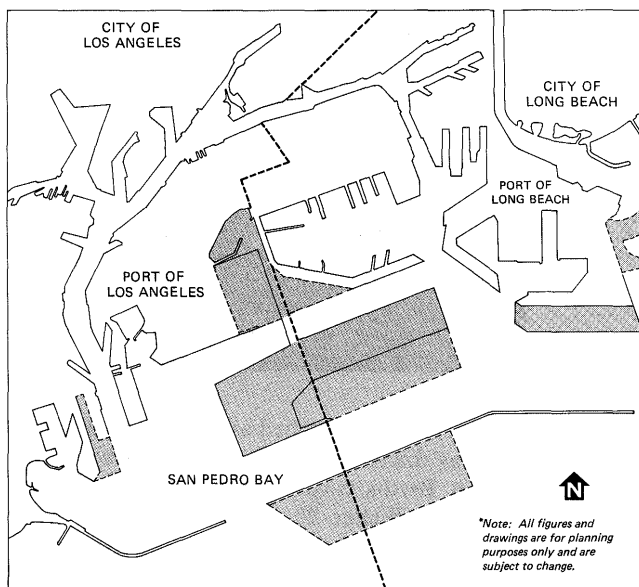 CITY OF
LOS ANGELES
CITY OF
LONG BEACH
PORT OF
LONG BEACH
PORT OF
LOS ANGELES
SAN PEDRO BAY
N
*Note: All figures and
drawings are for planning
purposes only and are
subject to change.